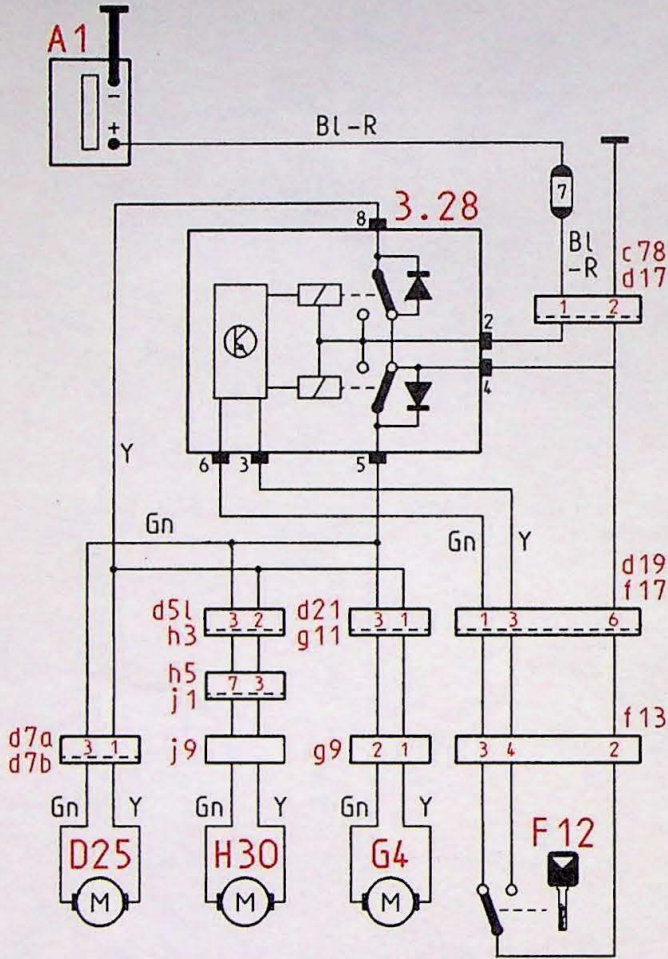 A1
−
+
Bl-R
7
3.28
8
Bl
-R
c78
d17
1 2
2
4
Y
6 3 5
Gn
Gn Y
d19
f17
d5l
h3
3 2
d21
g11
3 1
1 3 6
h5
j1
7 3
f13
d7a
d7b
3 1
j9
g9
2 1
3 4 2
Gn Y
Gn Y
Gn Y
F12
D25
H30
G4
M
M
M